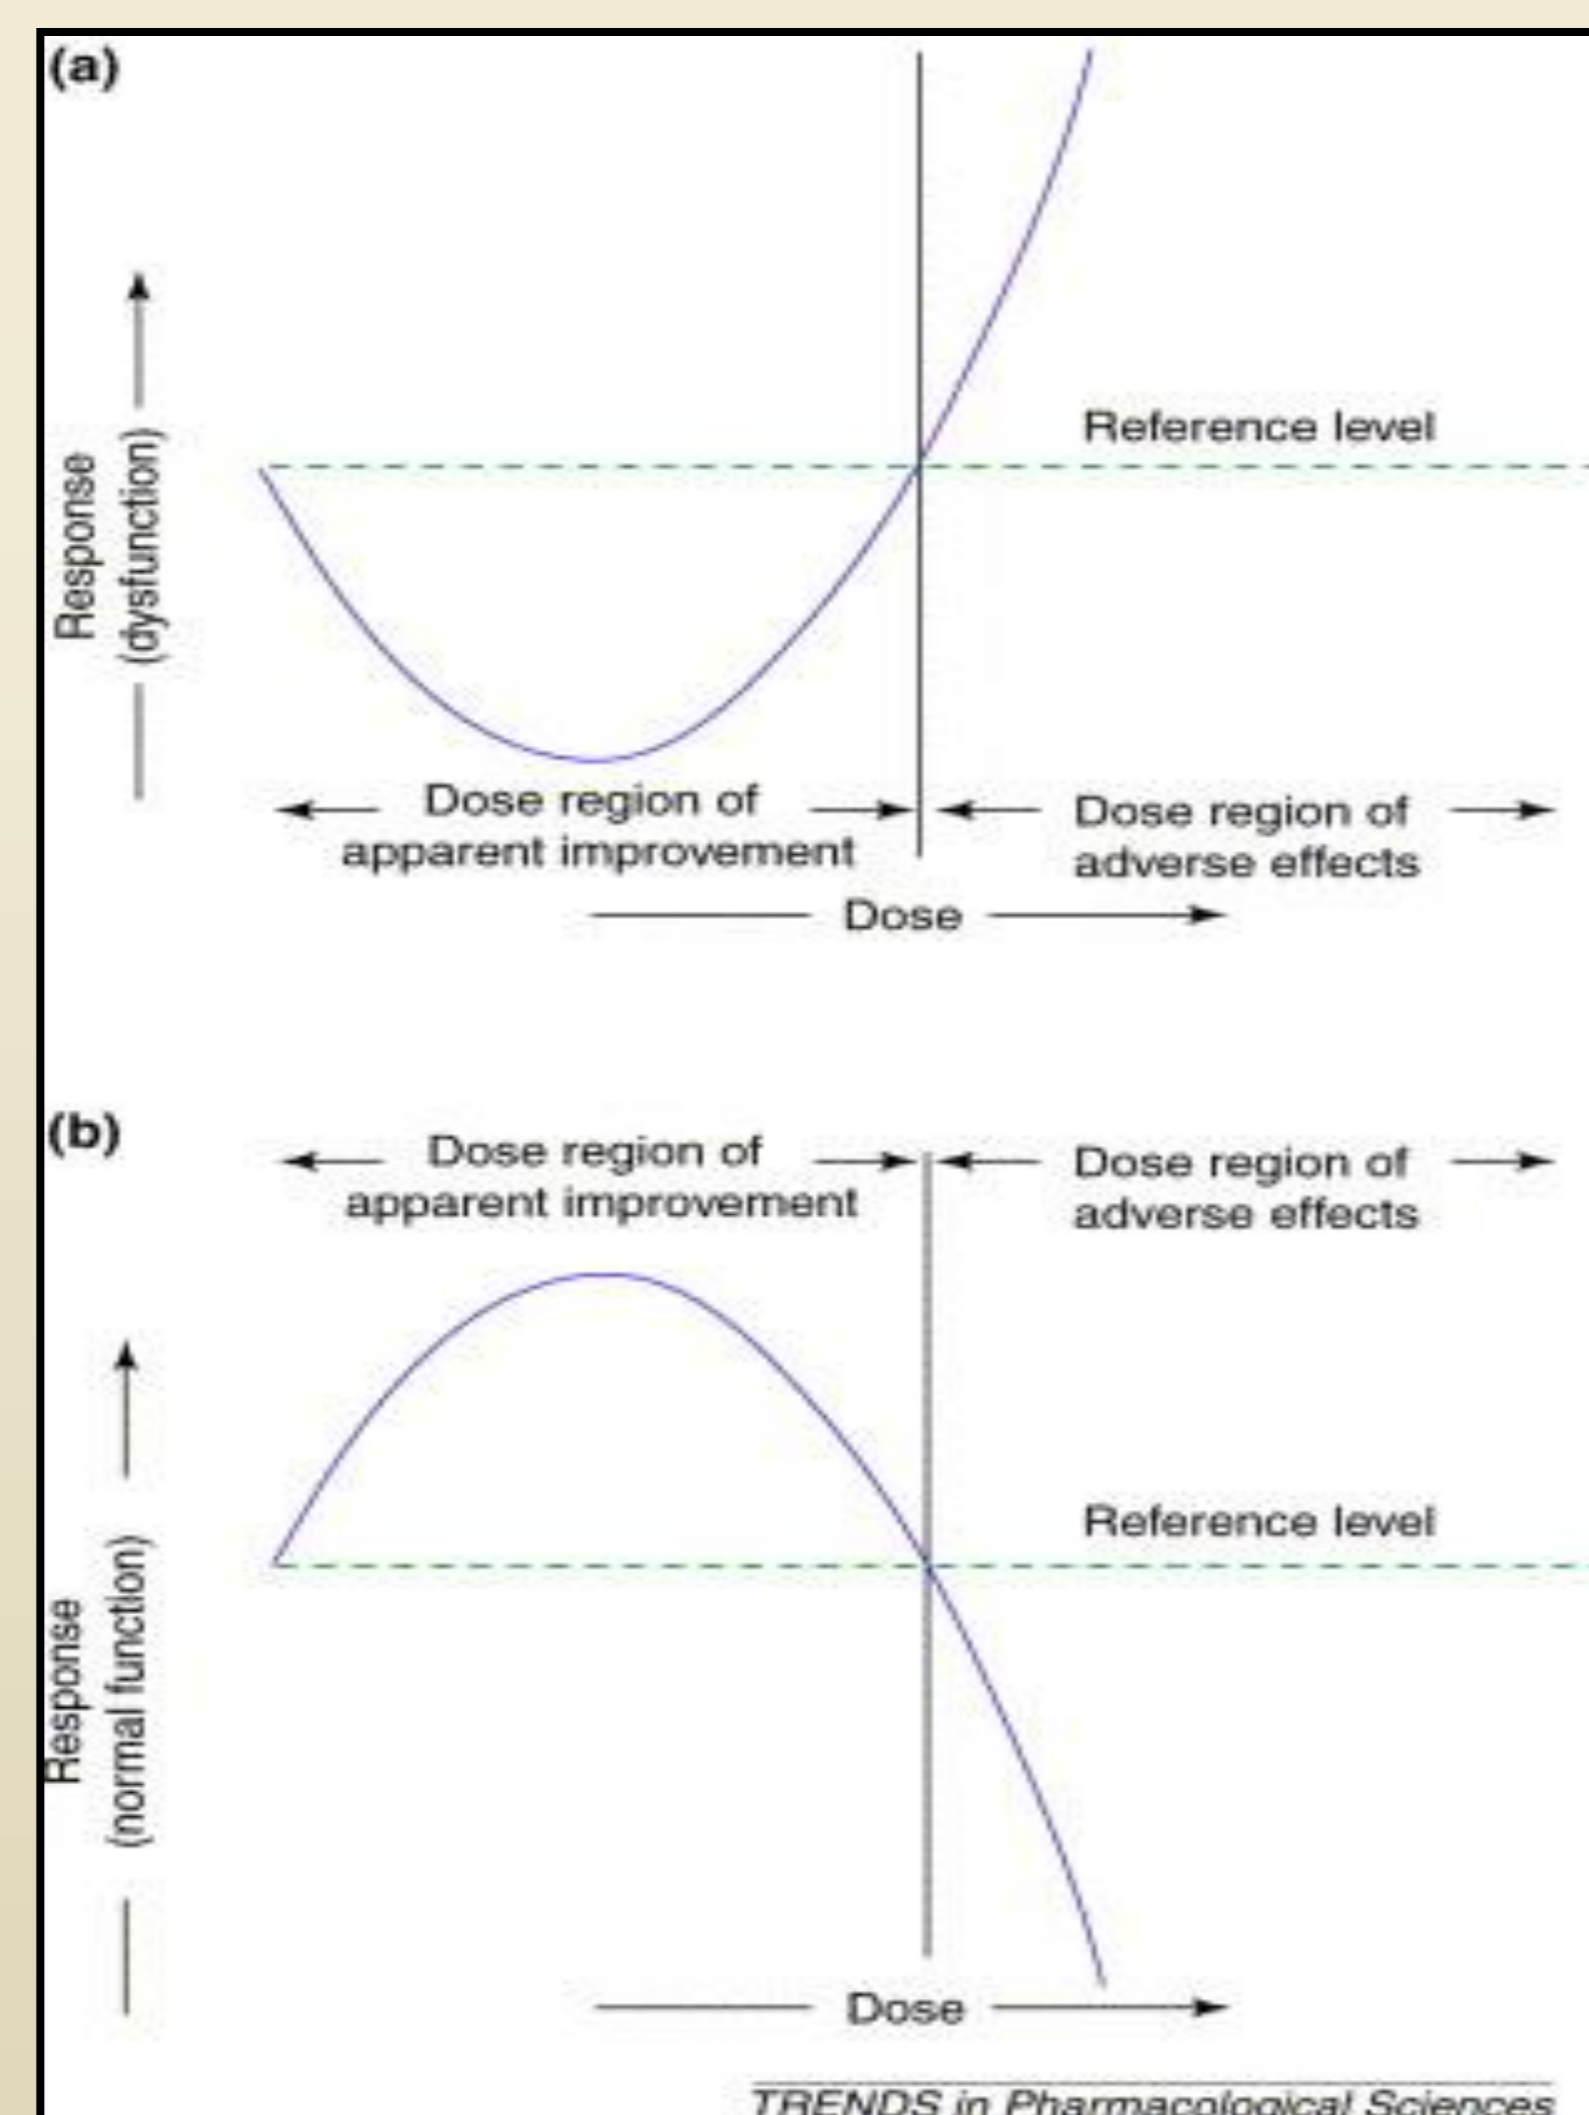 (a)
Response
(dysfunction)
Reference level
Dose region of
apparent improvement
Dose region of
adverse effects
Dose
(b)
Dose region of
apparent improvement
Dose region of
adverse effects
Response
(normal function)
Reference level
Dose
TRENDS in Pharmacological Sciences